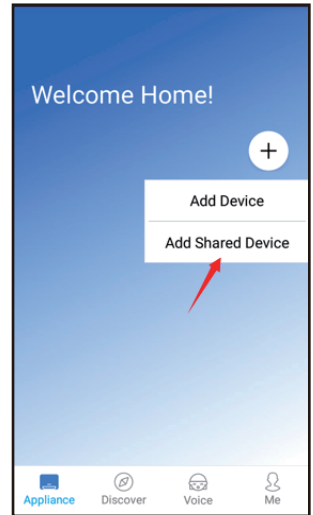 Welcome Home!
+
Add Device
Add Shared Device
Appliance Discover Voice Me